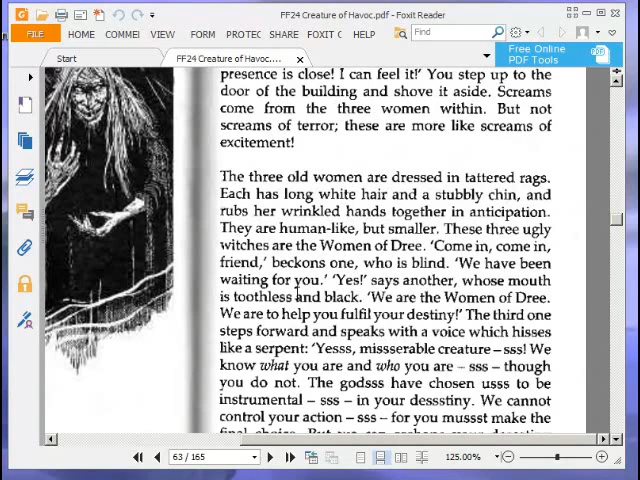 FF24 Creature of Havoc.pdf - Foxit Reader
FILE HOME COMMEI VIEW FORM PROTEC SHARE FOXIT C HELP Find
Start FF24 Creature of Havoc.... Free Online
PDF Tools
presence is close! I can feel it!' You step up to the
door of the building and shove it aside. Screams
come from the three women within. But not
screams of terror; these are more like screams of
excitement!
The three old women are dressed in tattered rags.
Each has long white hair and a stubbly chin, and
rubs her wrinkled hands together in anticipation.
They are human-like, but smaller. These three ugly
witches are the Women of Dree. 'Come in, come in,
friend,' beckons one, who is blind. 'We have been
waiting for you.' 'Yes!' says another, whose mouth
is toothless and black. 'We are the Women of Dree.
We are to help you fulfil your destiny!' The third one
steps forward and speaks with a voice which hisses
like a serpent: 'Yesss, missserable creature – sss! We
know what you are and who you are – sss – though
you do not. The godsss have chosen usss to be
instrumental – sss – in your dessstiny. We cannot
control your action – sss – for you mussst make the
63 / 165 125.00%